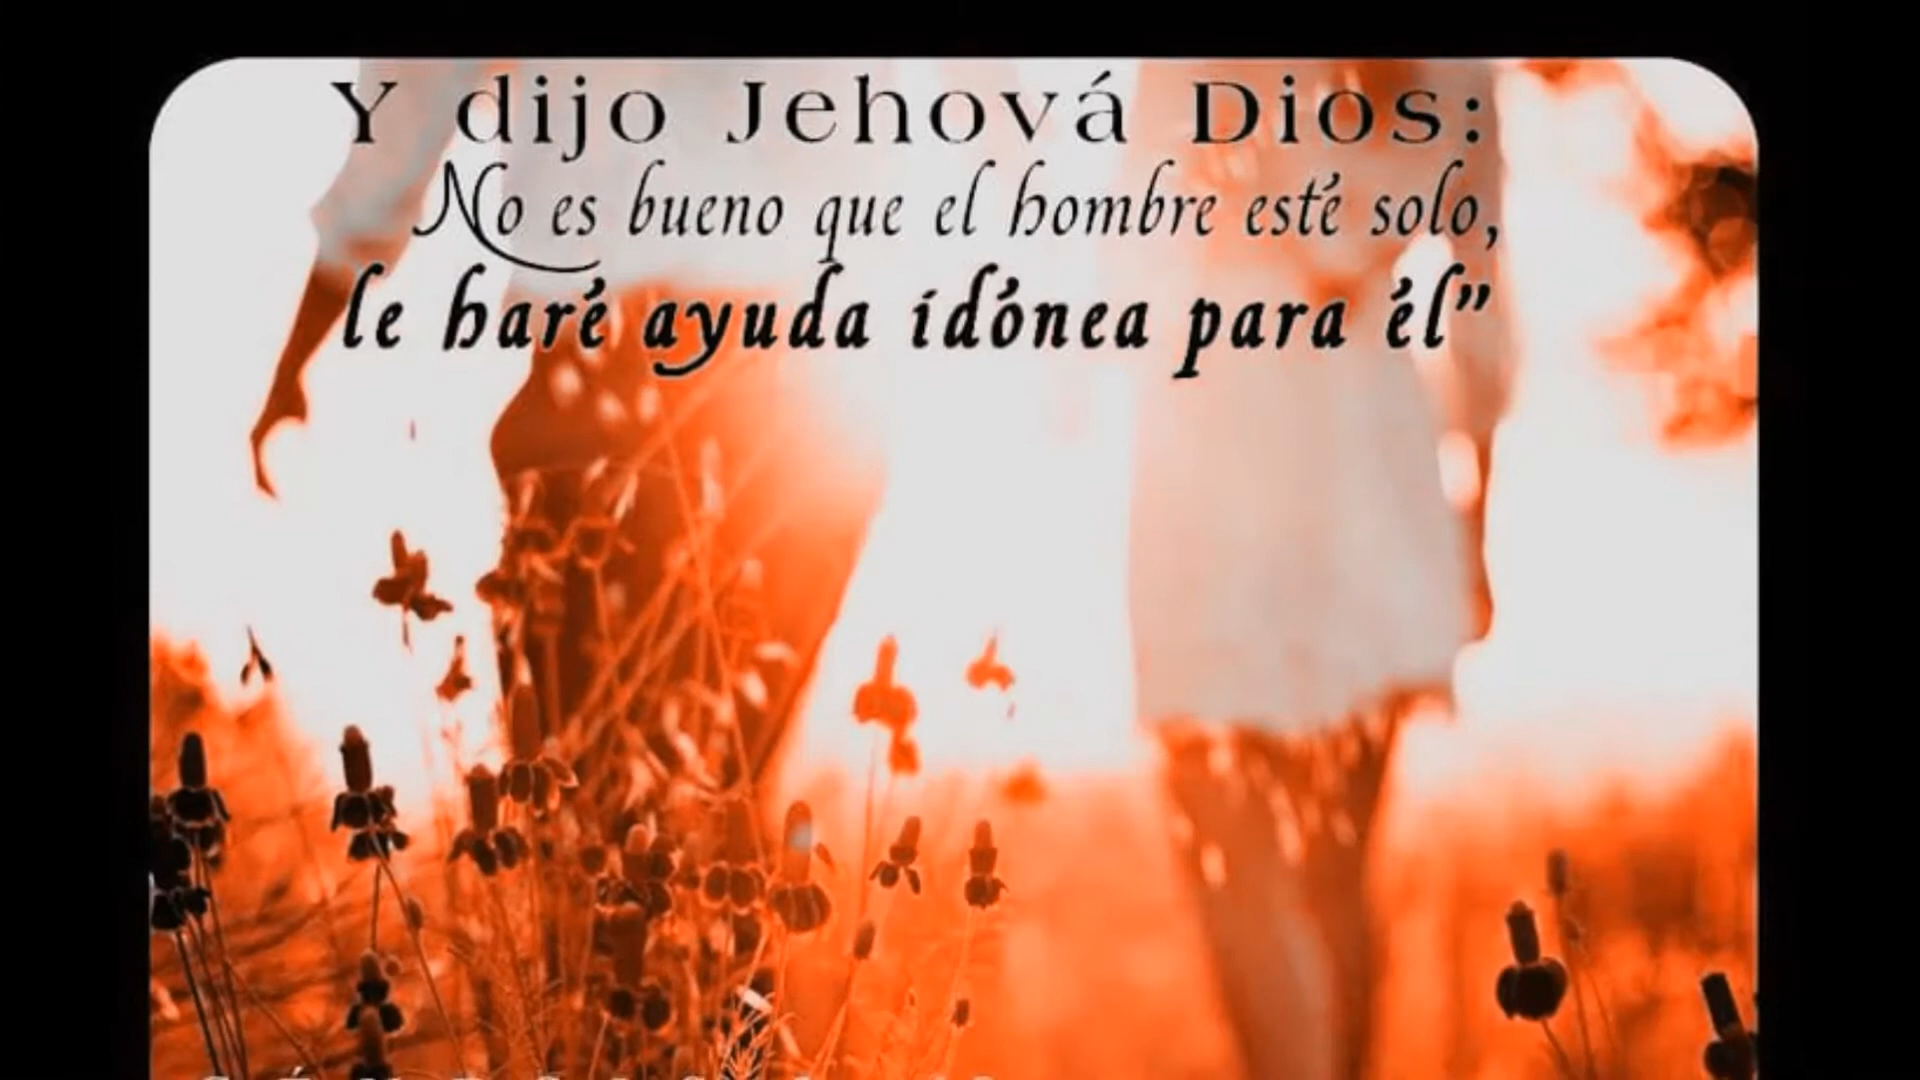 Y dijo Jehová Dios:
No es bueno que el hombre esté solo,
le haré ayuda idónea para él”